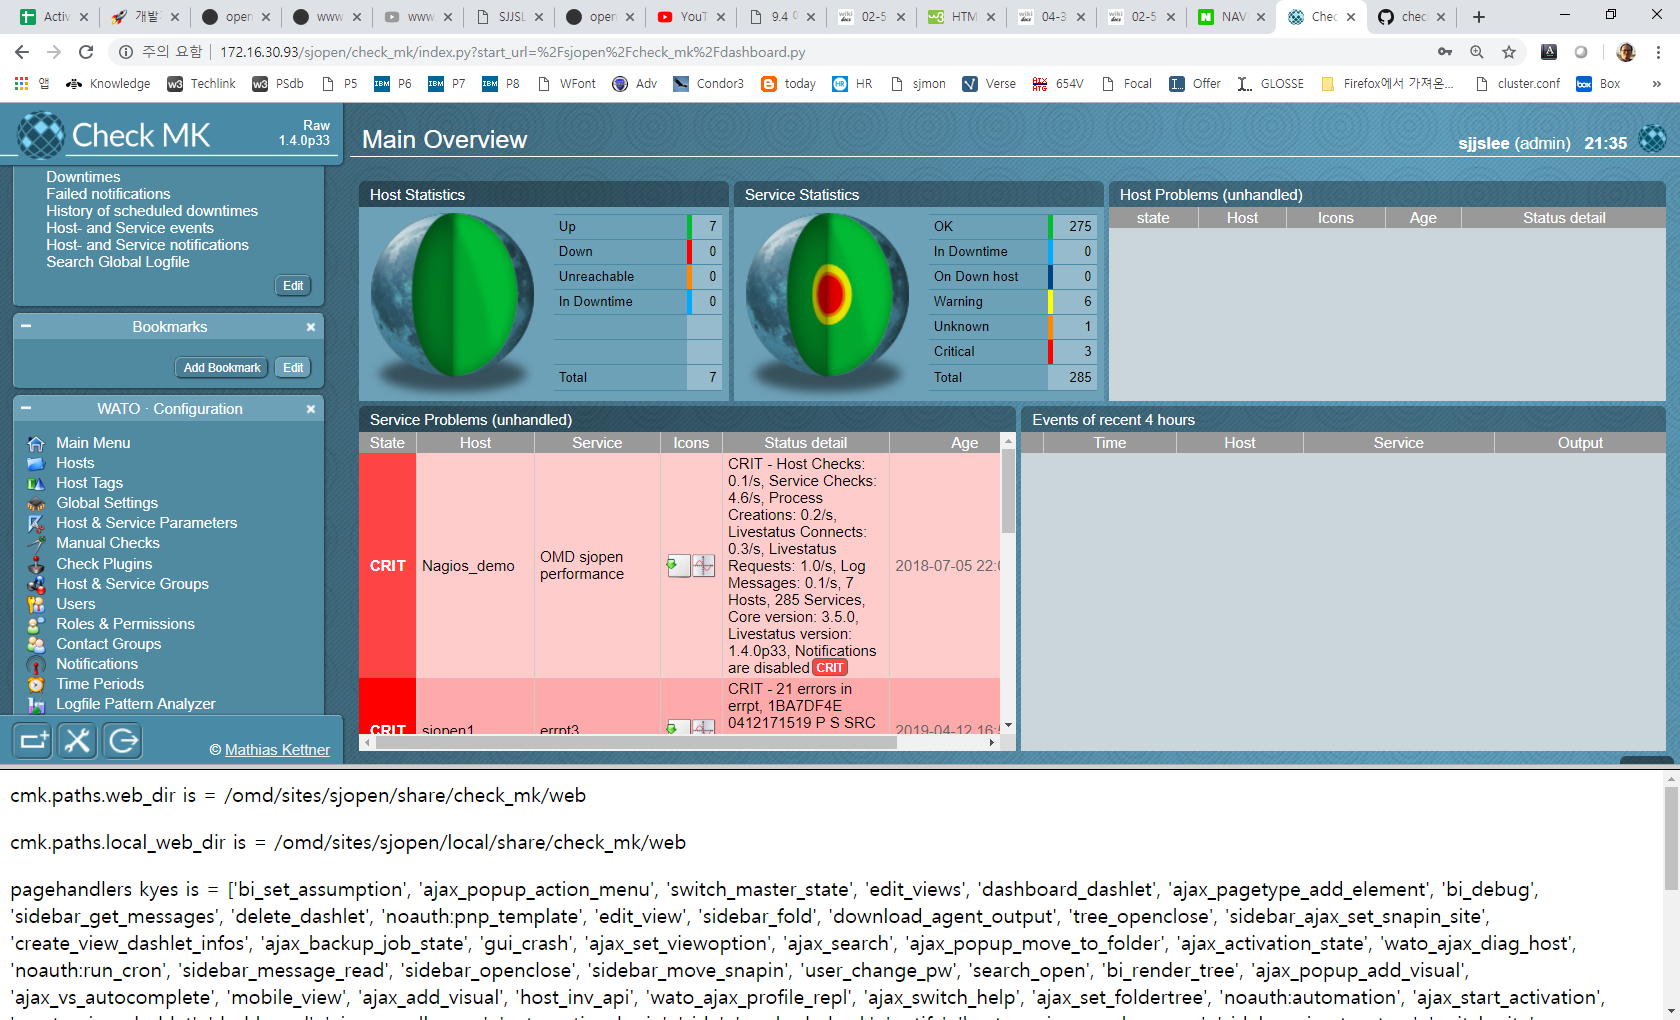 Activ
개발
open
www
www
SJJSL
open
YouT
9.4
02-5
HTM
04-3
02-5
NAV
Chec
chec
주의 요함 | 172.16.30.93/sjopen/check_mk/index.py?start_url=%2Fsjopen%2Fcheck_mk%2Fdashboard.py
앱 Knowledge Techlink PSdb P5 P6 P7 P8 WFont Adv Condor3 today HR sjmon Verse 654V Focal Offer GLOSSE Firefox에서 가져온... cluster.conf Box »
Check MK
Raw
1.4.0p33
Main Overview
sjjslee (admin) 21:35
Downtimes
Failed notifications
History of scheduled downtimes
Host- and Service events
Host- and Service notifications
Search Global Logfile
Edit
Bookmarks
Add Bookmark Edit
WATO · Configuration
Main Menu
Hosts
Host Tags
Global Settings
Host & Service Parameters
Manual Checks
Check Plugins
Host & Service Groups
Users
Roles & Permissions
Contact Groups
Notifications
Time Periods
Logfile Pattern Analyzer
© Mathias Kettner
Host Statistics
Up 7
Down 0
Unreachable 0
In Downtime 0
Total 7
Service Statistics
OK 275
In Downtime 0
On Down host 0
Warning 6
Unknown 1
Critical 3
Total 285
Host Problems (unhandled)
state Host Icons Age Status detail
Service Problems (unhandled)
State Host Service Icons Status detail Age
CRIT
Nagios_demo
OMD sjopen
performance
CRIT - Host Checks:
0.1/s, Service Checks:
4.6/s, Process
Creations: 0.2/s,
Livestatus Connects:
0.3/s, Livestatus
Requests: 1.0/s, Log
Messages: 0.1/s, 7
Hosts, 285 Services,
Core version: 3.5.0,
Livestatus version:
1.4.0p33, Notifications
are disabled CRIT
2018-07-05 22:0
CRIT
sjopen1
errpt3
CRIT - 21 errors in
errpt, 1BA7DF4E
0412171519 P S SRC
2019-04-12 16:5
Events of recent 4 hours
Time Host Service Output
cmk.paths.web_dir is = /omd/sites/sjopen/share/check_mk/web
cmk.paths.local_web_dir is = /omd/sites/sjopen/local/share/check_mk/web
pagehandlers kyes is = ['bi_set_assumption', 'ajax_popup_action_menu', 'switch_master_state', 'edit_views', 'dashboard_dashlet', 'ajax_pagetype_add_element', 'bi_debug',
'sidebar_get_messages', 'delete_dashlet', 'noauth:pnp_template', 'edit_view', 'sidebar_fold', 'download_agent_output', 'tree_openclose', 'sidebar_ajax_set_snapin_site',
'create_view_dashlet_infos', 'ajax_backup_job_state', 'gui_crash', 'ajax_set_viewoption', 'ajax_search', 'ajax_popup_move_to_folder', 'ajax_activation_state', 'wato_ajax_diag_host',
'noauth:run_cron', 'sidebar_message_read', 'sidebar_openclose', 'sidebar_move_snapin', 'user_change_pw', 'search_open', 'bi_render_tree', 'ajax_popup_add_visual',
'ajax_vs_autocomplete', 'mobile_view', 'ajax_add_visual', 'host_inv_api', 'wato_ajax_profile_repl', 'ajax_switch_help', 'ajax_set_foldertree', 'noauth:automation', 'ajax_start_activation',